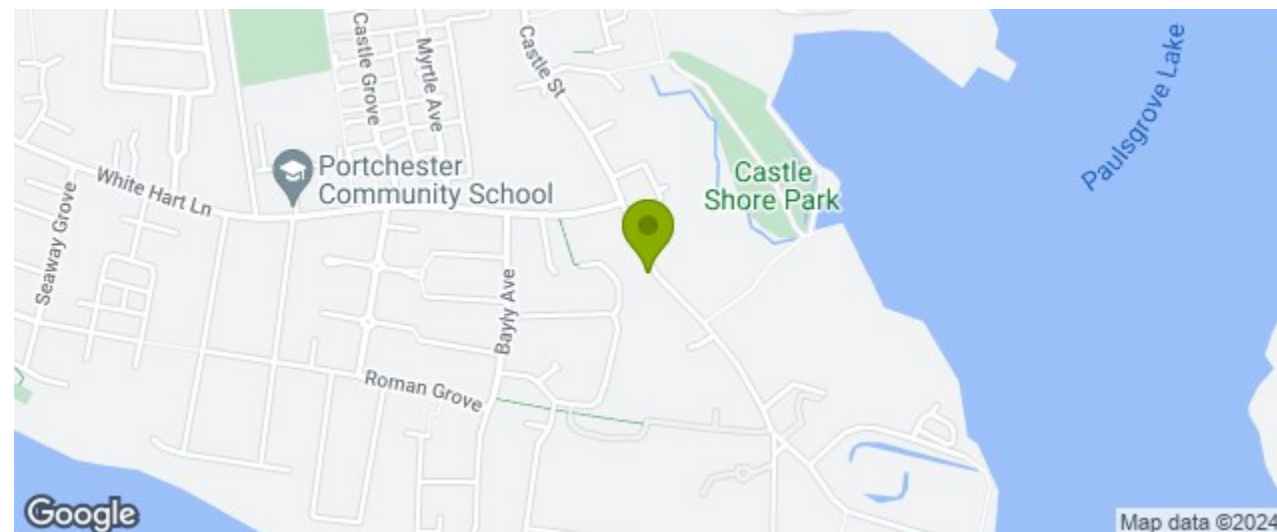 Castle St
Castle Grove
Myrtle Ave
Paulsgrove Lake
Portchester
Community School
Castle
Shore Park
White Hart Ln
Seaway Grove
Bayly Ave
Roman Grove
Google
Map data ©2024